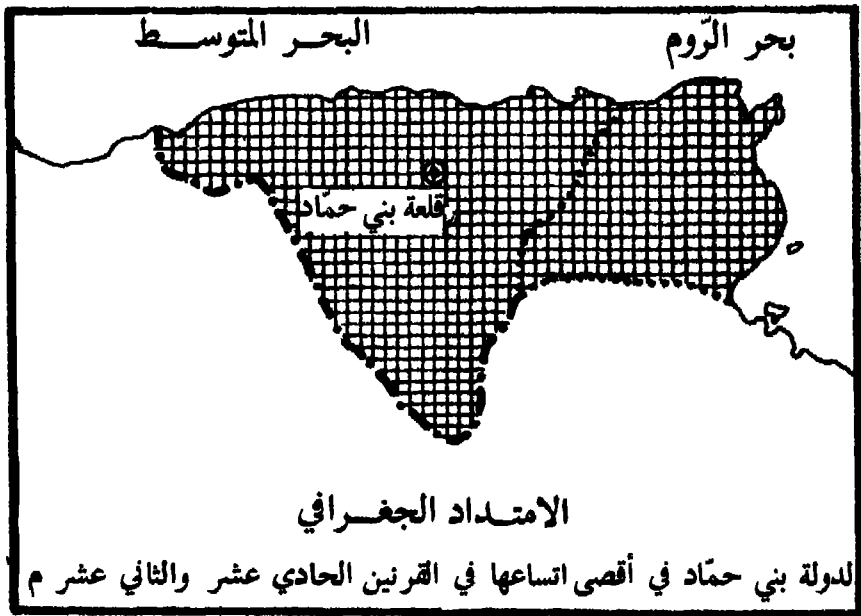 بحر الرّوم
البحـر المتوســـط
قلعة بني حمّاد
الامتـداد الجغـرافي
لدولة بني حمّاد في أقصى اتساعها في القرنين الحادي عشر والثاني عشر م